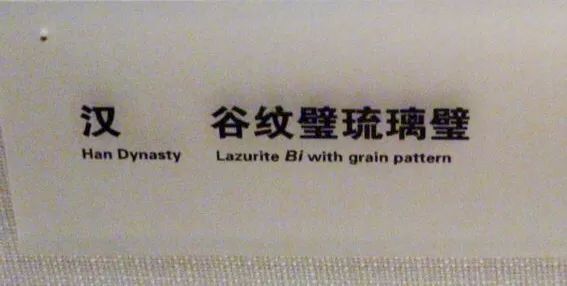 汉 谷纹璧琉璃璧
Han Dynasty Lazurite Bi with grain pattern